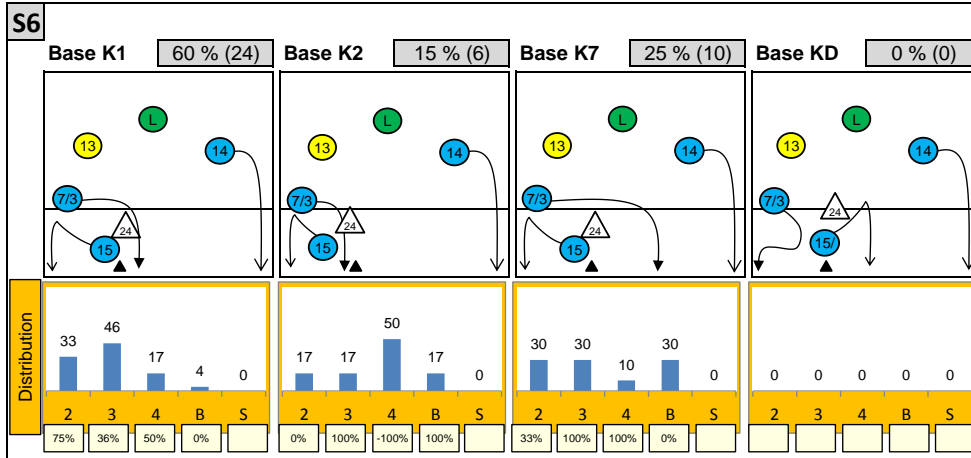 S6
Base K1 60 % (24) Base K2 15 % (6) Base K7 25 % (10) Base KD 0 % (0)
L L L L
13 14 13 14 13 14 14
7/3 7/3 7/3 7/3
24 24 24 24
15 15 15 15/
Distribution
33 46 17 4 0 17 17 50 17 0 30 30 10 30 0 0 0 0 0 0
2 3 4 B S 2 3 4 B S 2 3 4 B S 2 3 4 B S
75% 36% 50% 0% 0% 100% -100% 100% 33% 100% 100% 0%